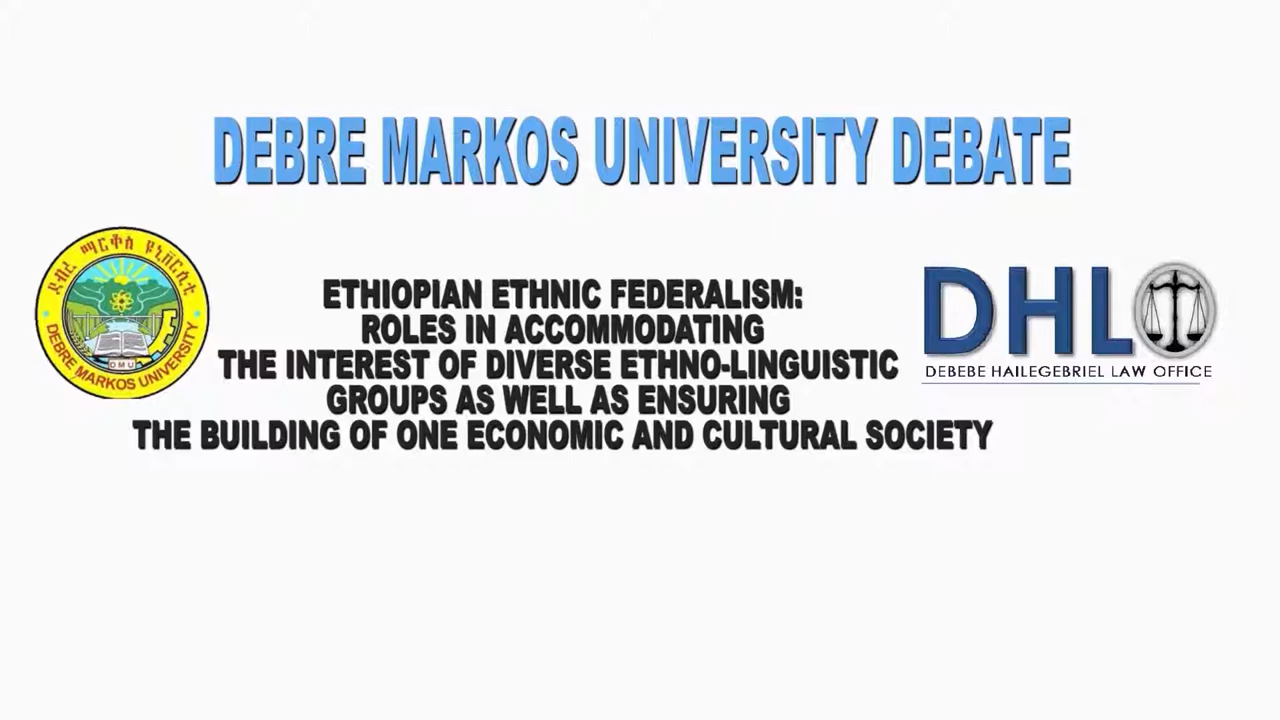 DEBRE MARKOS UNIVERSITY DEBATE
ደብረ ማርቆስ ዩኒቨርሲቲ
DMU
DEBRE MARKOS UNIVERSITY
ETHIOPIAN ETHNIC FEDERALISM:
ROLES IN ACCOMMODATING
THE INTEREST OF DIVERSE ETHNO-LINGUISTIC
GROUPS AS WELL AS ENSURING
THE BUILDING OF ONE ECONOMIC AND CULTURAL SOCIETY
DHLO
DEBEBE HAILEGEBRIEL LAW OFFICE